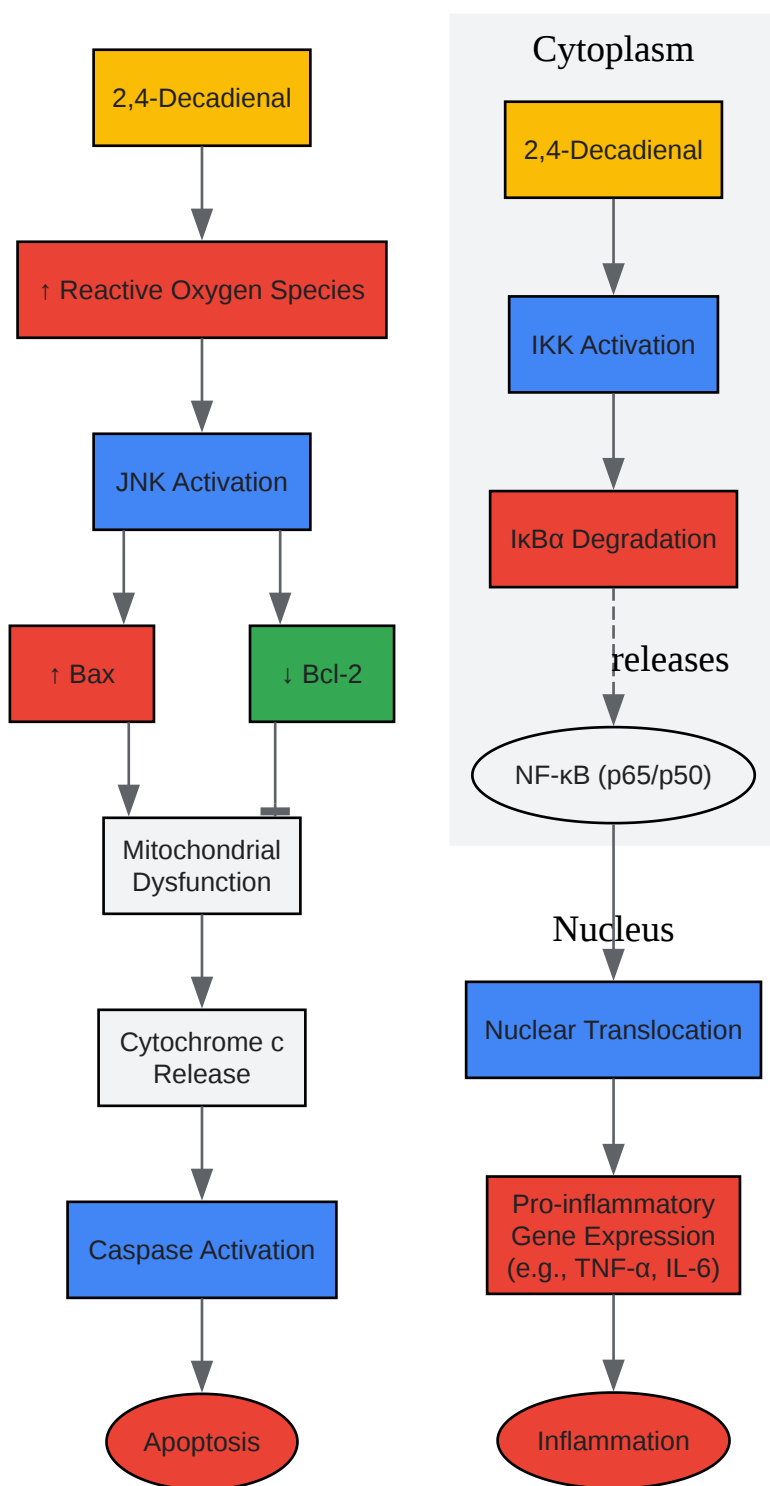 2,4-Decadienal
↑ Reactive Oxygen Species
JNK Activation
↑ Bax
↓ Bcl-2
Mitochondrial
Dysfunction
Cytochrome c
Release
Caspase Activation
Apoptosis
Cytoplasm
2,4-Decadienal
IKK Activation
IκBα Degradation
releases
NF-κB (p65/p50)
Nucleus
Nuclear Translocation
Pro-inflammatory
Gene Expression
(e.g., TNF-α, IL-6)
Inflammation